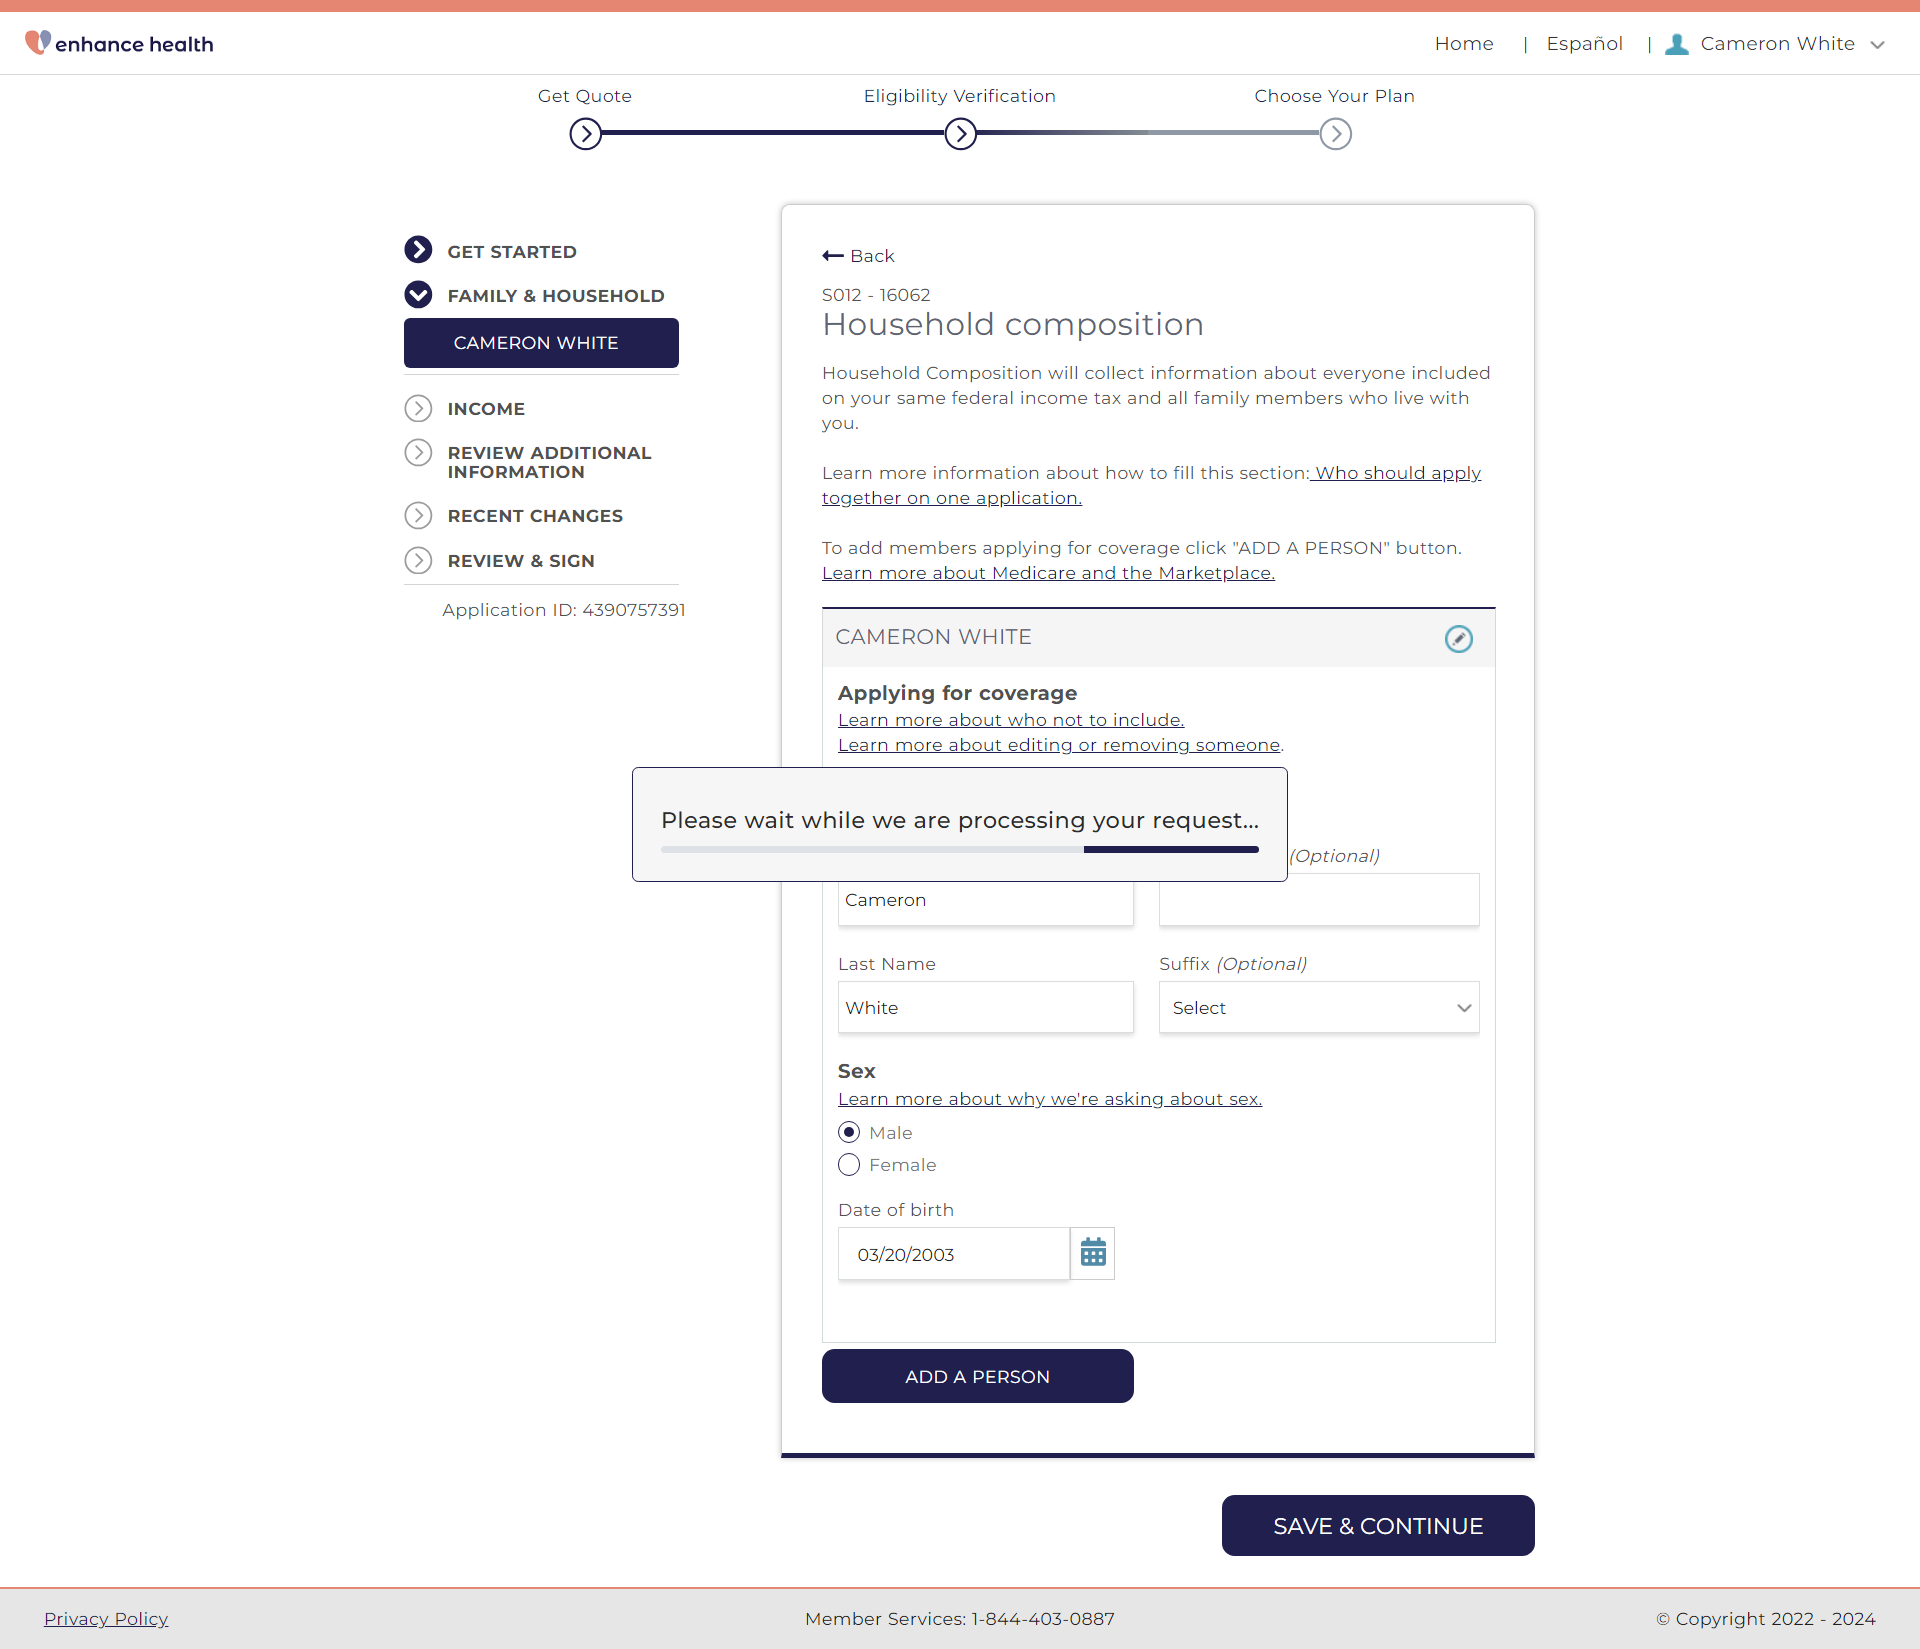 enhance health
Home | Español | Cameron White
Get Quote
Eligibility Verification
Choose Your Plan
GET STARTED
FAMILY & HOUSEHOLD
CAMERON WHITE
INCOME
REVIEW ADDITIONAL
INFORMATION
RECENT CHANGES
REVIEW & SIGN
Application ID: 4390757391
Back
S012 - 16062
Household composition
Household Composition will collect information about everyone included
on your same federal income tax and all family members who live with
you.
Learn more information about how to fill this section: Who should apply
together on one application.
To add members applying for coverage click "ADD A PERSON" button.
Learn more about Medicare and the Marketplace.
CAMERON WHITE
Applying for coverage
Learn more about who not to include.
Learn more about editing or removing someone.
Please wait while we are processing your request...
(Optional)
Cameron
Last Name
Suffix (Optional)
White
Select
Sex
Learn more about why we're asking about sex.
Male
Female
Date of birth
03/20/2003
ADD A PERSON
SAVE & CONTINUE
Privacy Policy
Member Services: 1-844-403-0887
© Copyright 2022 - 2024